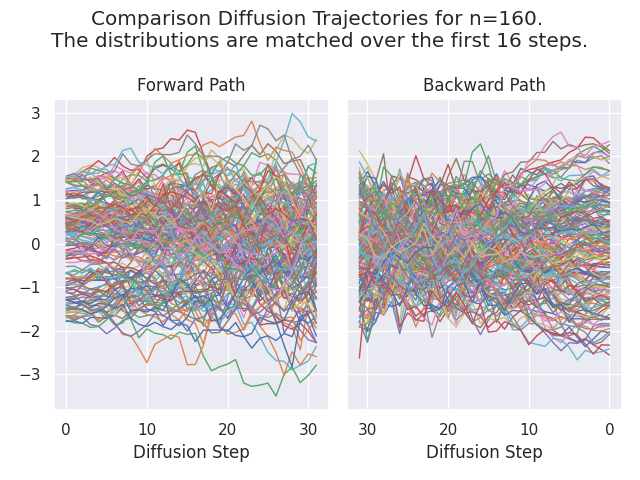 Comparison Diffusion Trajectories for n=160.
The distributions are matched over the first 16 steps.
Forward Path
Backward Path
3
2
1
0
−1
−2
−3
0 10 20 30
30 20 10 0
Diffusion Step
Diffusion Step